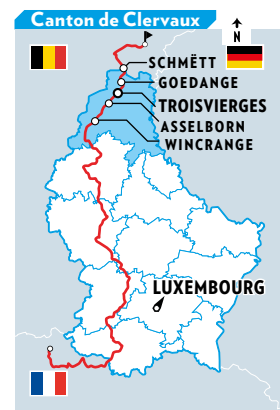 Canton de Clervaux
N
SCHMËTT
GOEDANGE
TROISVIERGES
ASSELBORN
WINCRANGE
LUXEMBOURG